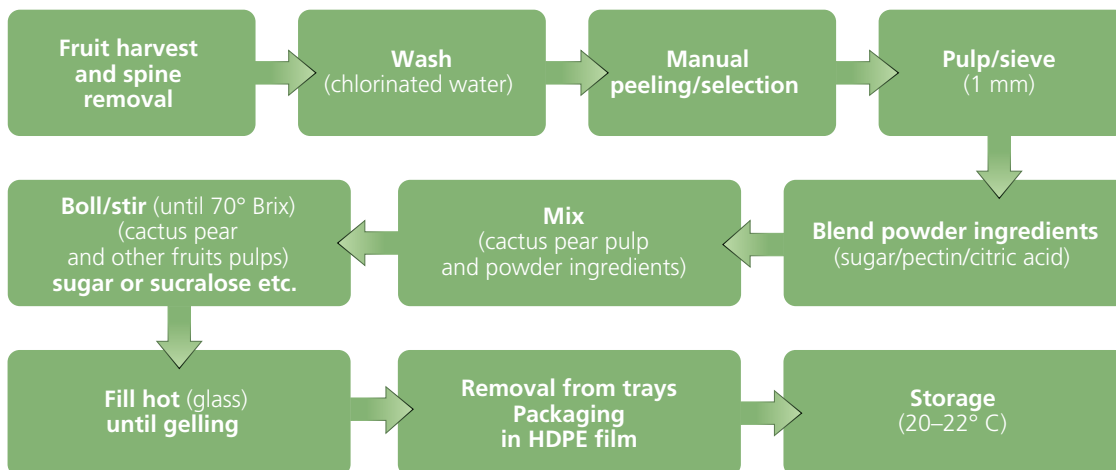 Fruit harvest
and spine
removal
Wash
(chlorinated water)
Manual
peeling/selection
Pulp/sieve
(1 mm)
Blend powder ingredients
(sugar/pectin/citric acid)
Mix
(cactus pear pulp
and powder ingredients)
Boll/stir (until 70° Brix)
(cactus pear
and other fruits pulps)
sugar or sucralose etc.
Fill hot (glass)
until gelling
Removal from trays
Packaging
in HDPE film
Storage
(20–22° C)